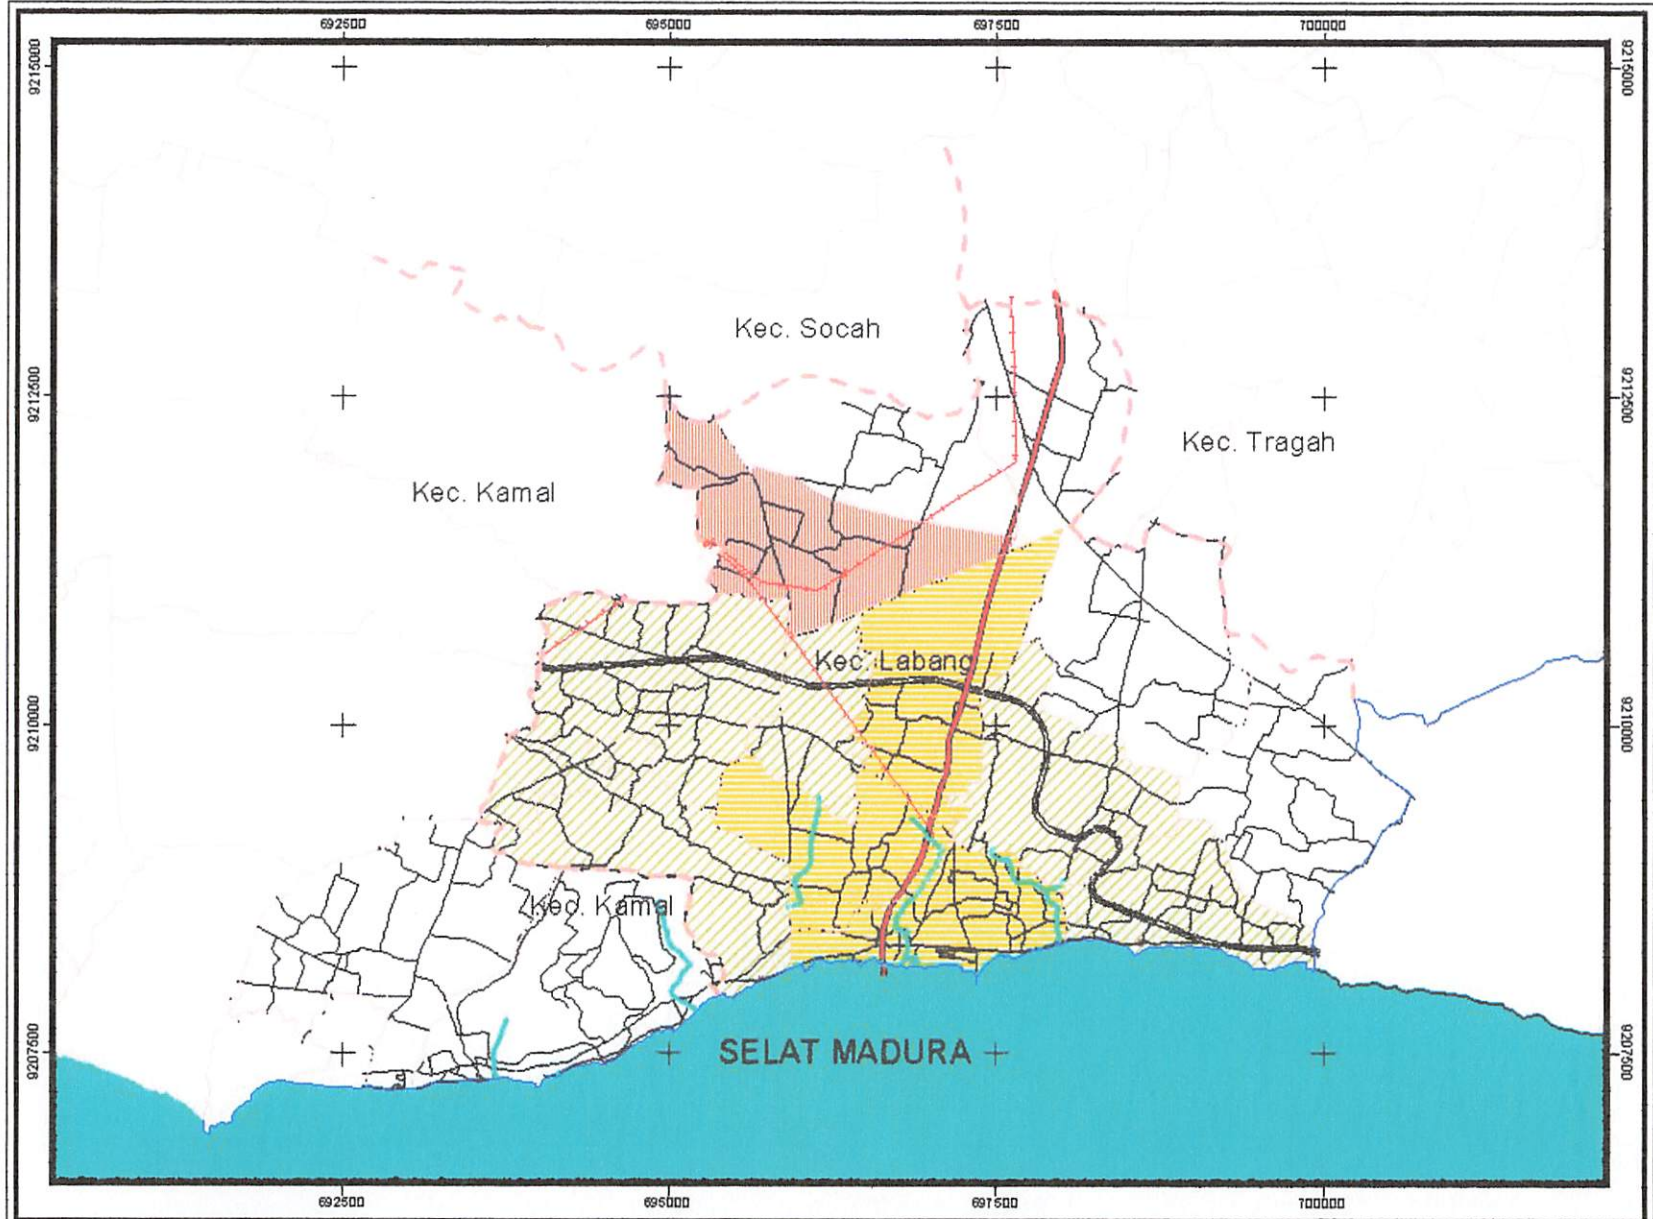 692500 695000 697500 700000
9215000 9215000
Kec. Socah
9212500 9212500
Kec. Tragah
Kec. Kamal
Kec. Labang
9210000 9210000
Kec. Kamal
9207500 9207500
SELAT MADURA
692500 695000 697500 700000